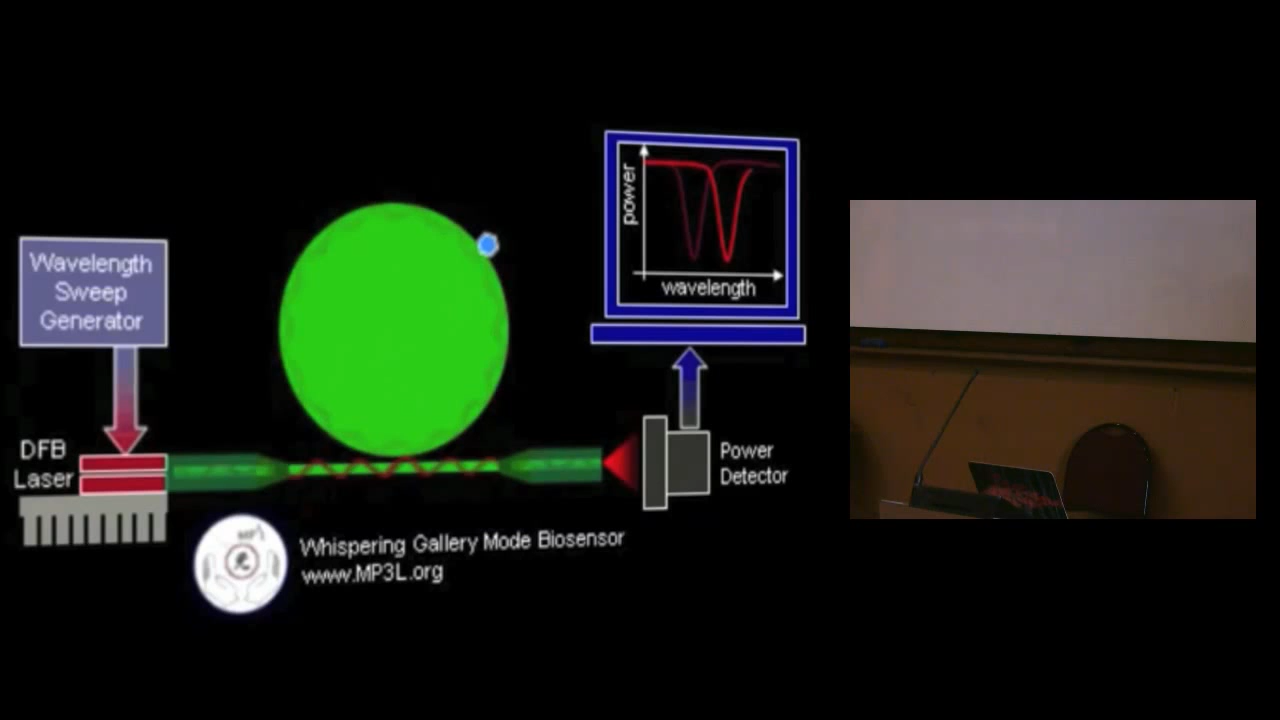 Wavelength
Sweep
Generator
DFB
Laser
power
wavelength
Power
Detector
Whispering Gallery Mode Biosensor
www.MP3L.org